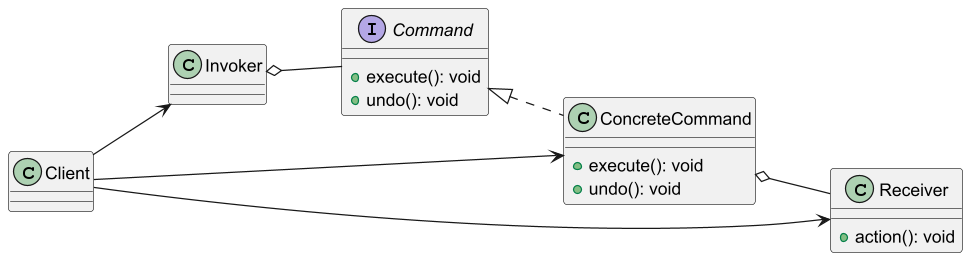 I Command
execute(): void
undo(): void
C Invoker
C ConcreteCommand
execute(): void
undo(): void
C Client
C Receiver
action(): void